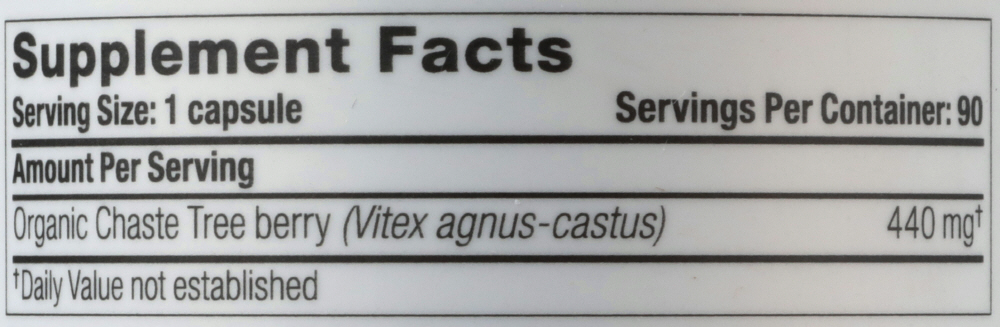 Supplement Facts
Serving Size: 1 capsule Servings Per Container: 90
Amount Per Serving
Organic Chaste Tree berry (Vitex agnus-castus) 440 mg†
†Daily Value not established